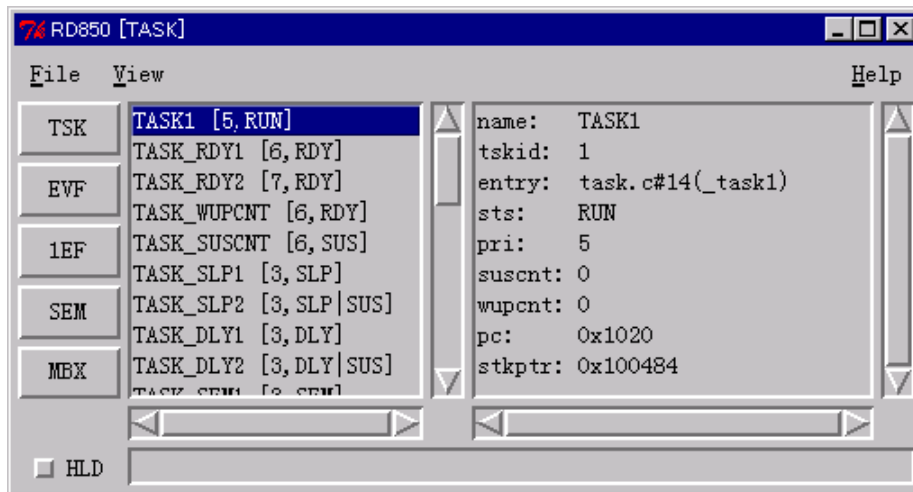 RD850 [TASK]
File View Help
TSK
EVF
1EF
SEM
MBX
TASK1 [5,RUN]
TASK_RDY1 [6,RDY]
TASK_RDY2 [7,RDY]
TASK_WUPCNT [6,RDY]
TASK_SUSCNT [6,SUS]
TASK_SLP1 [3,SLP]
TASK_SLP2 [3,SLP|SUS]
TASK_DLY1 [3,DLY]
TASK_DLY2 [3,DLY|SUS]
TASK_SEM1 [3,SEM]
name: TASK1
tskid: 1
entry: task.c#14(_task1)
sts: RUN
pri: 5
suscnt: 0
wupcnt: 0
pc: 0x1020
stkptr: 0x100484
HLD